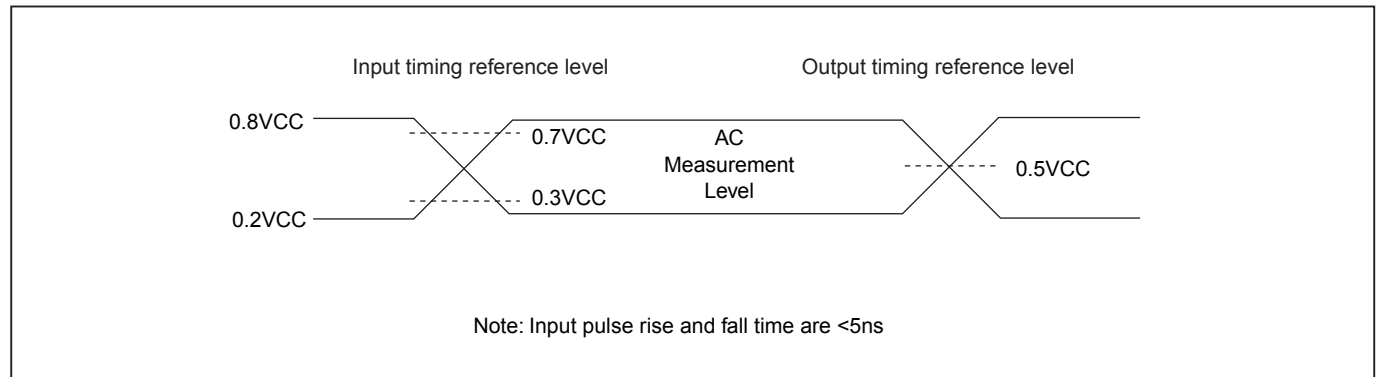 Input timing reference level
Output timing reference level
0.8VCC
0.7VCC
AC
Measurement
Level
0.5VCC
0.3VCC
0.2VCC
Note: Input pulse rise and fall time are <5ns